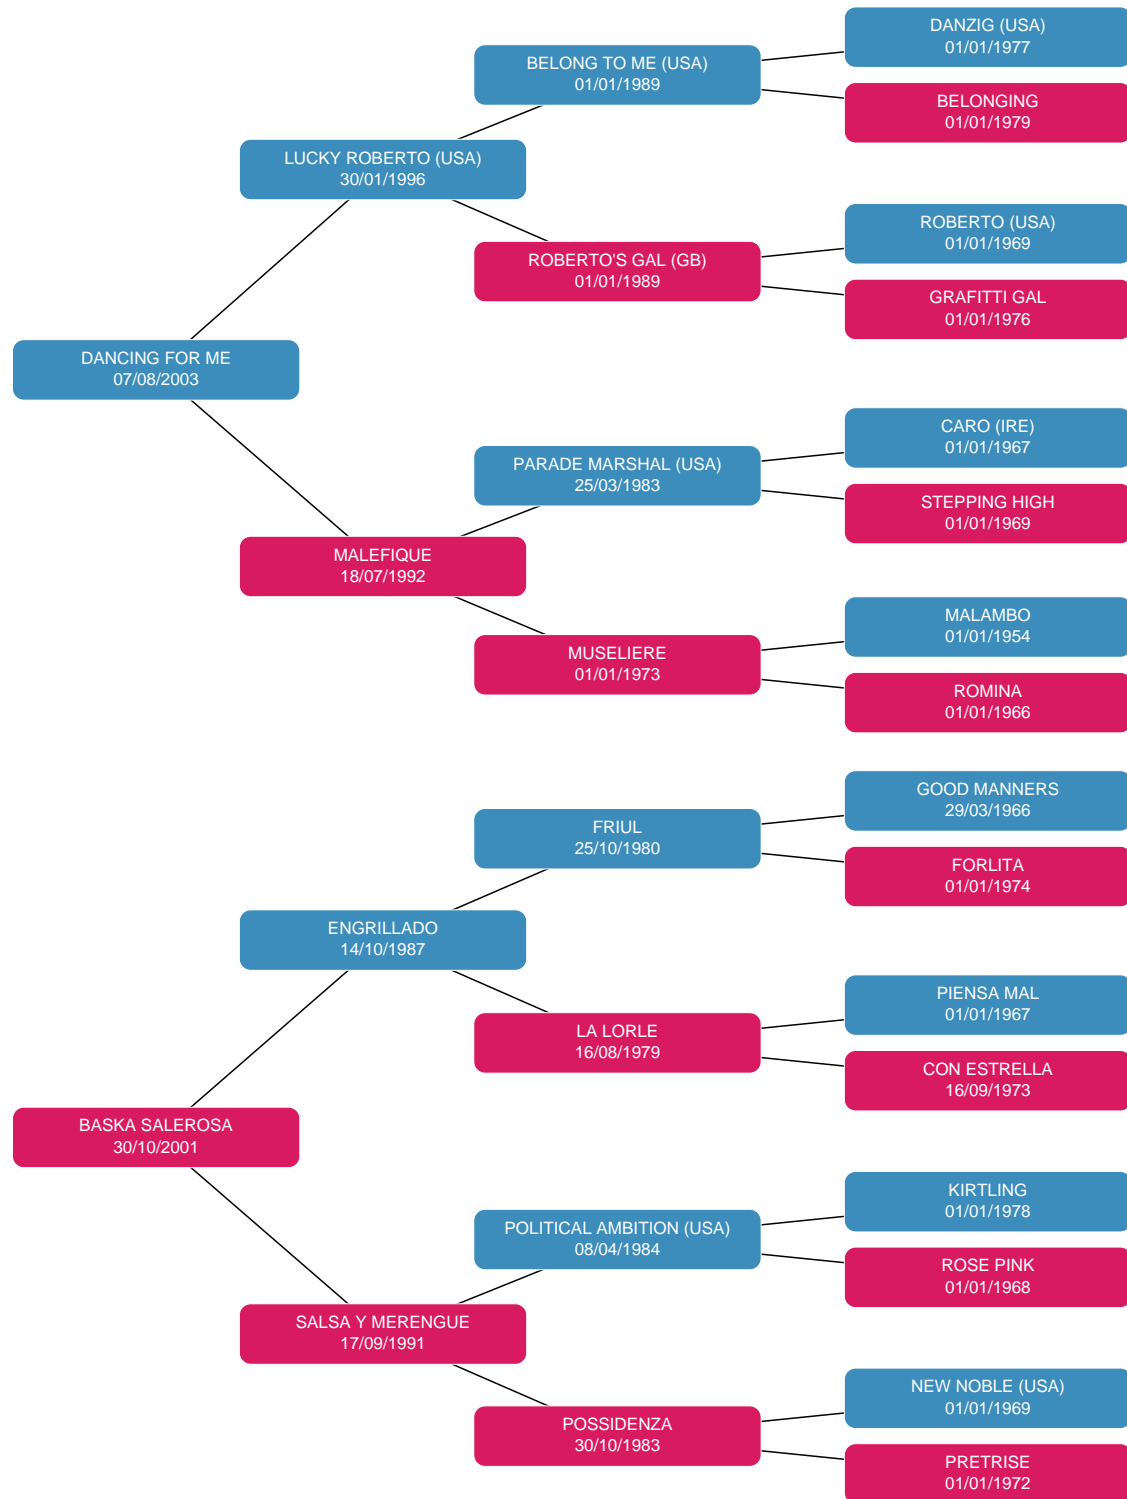 DANZIG (USA)
01/01/1977
BELONG TO ME (USA)
01/01/1989
BELONGING
01/01/1979
LUCKY ROBERTO (USA)
30/01/1996
ROBERTO (USA)
01/01/1969
ROBERTO'S GAL (GB)
01/01/1989
GRAFITTI GAL
01/01/1976
DANCING FOR ME
07/08/2003
CARO (IRE)
01/01/1967
PARADE MARSHAL (USA)
25/03/1983
STEPPING HIGH
01/01/1969
MALEFIQUE
18/07/1992
MALAMBO
01/01/1954
MUSELIERE
01/01/1973
ROMINA
01/01/1966
GOOD MANNERS
29/03/1966
FRIUL
25/10/1980
FORLITA
01/01/1974
ENGRILLADO
14/10/1987
PIENSA MAL
01/01/1967
LA LORLE
16/08/1979
CON ESTRELLA
16/09/1973
BASKA SALEROSA
30/10/2001
KIRTLING
01/01/1978
POLITICAL AMBITION (USA)
08/04/1984
ROSE PINK
01/01/1968
SALSA Y MERENGUE
17/09/1991
NEW NOBLE (USA)
01/01/1969
POSSIDENZA
30/10/1983
PRETRISE
01/01/1972